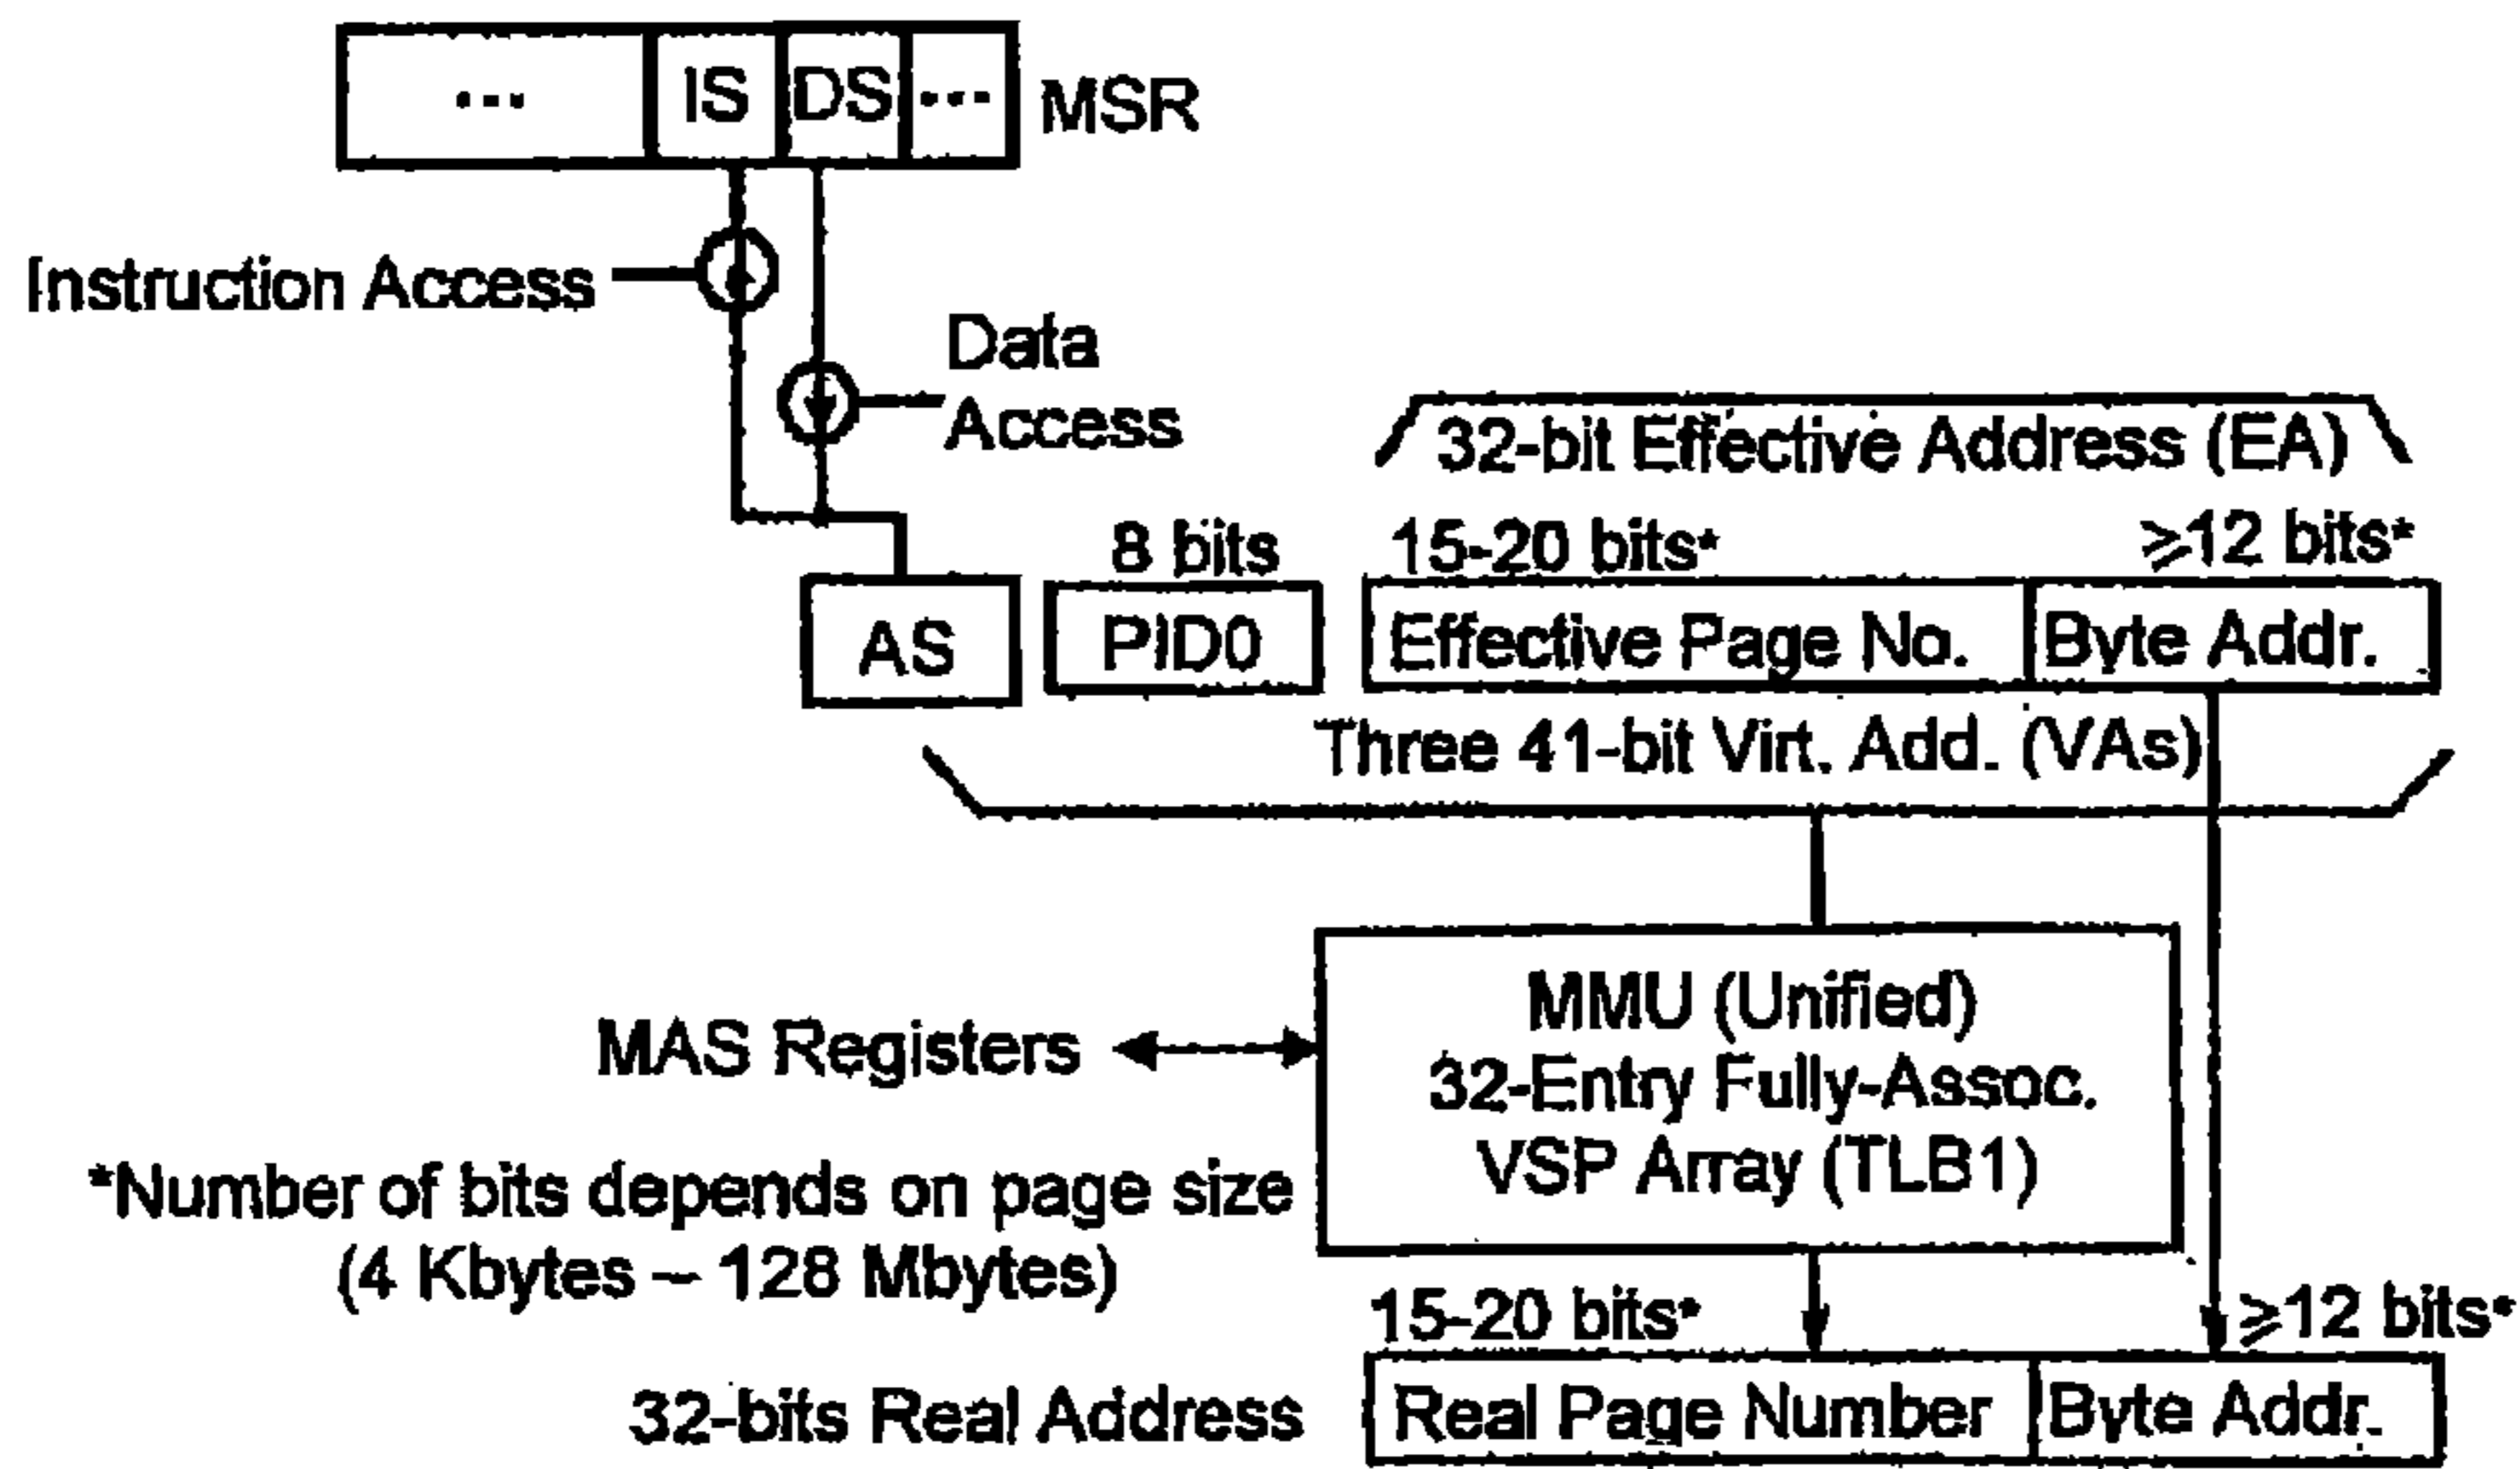 ... IS DS ... MSR
Instruction Access
Data
Access
32-bit Effective Address (EA)
8 bits 15-20 bits* ≥12 bits*
AS PID0 Effective Page No. Byte Addr.
Three 41-bit Virt. Add. (VAs)
MMU (Unified)
32-Entry Fully-Assoc.
VSP Array (TLB1)
MAS Registers
*Number of bits depends on page size
(4 Kbytes – 128 Mbytes)
15-20 bits* ≥12 bits*
32-bits Real Address Real Page Number Byte Addr.